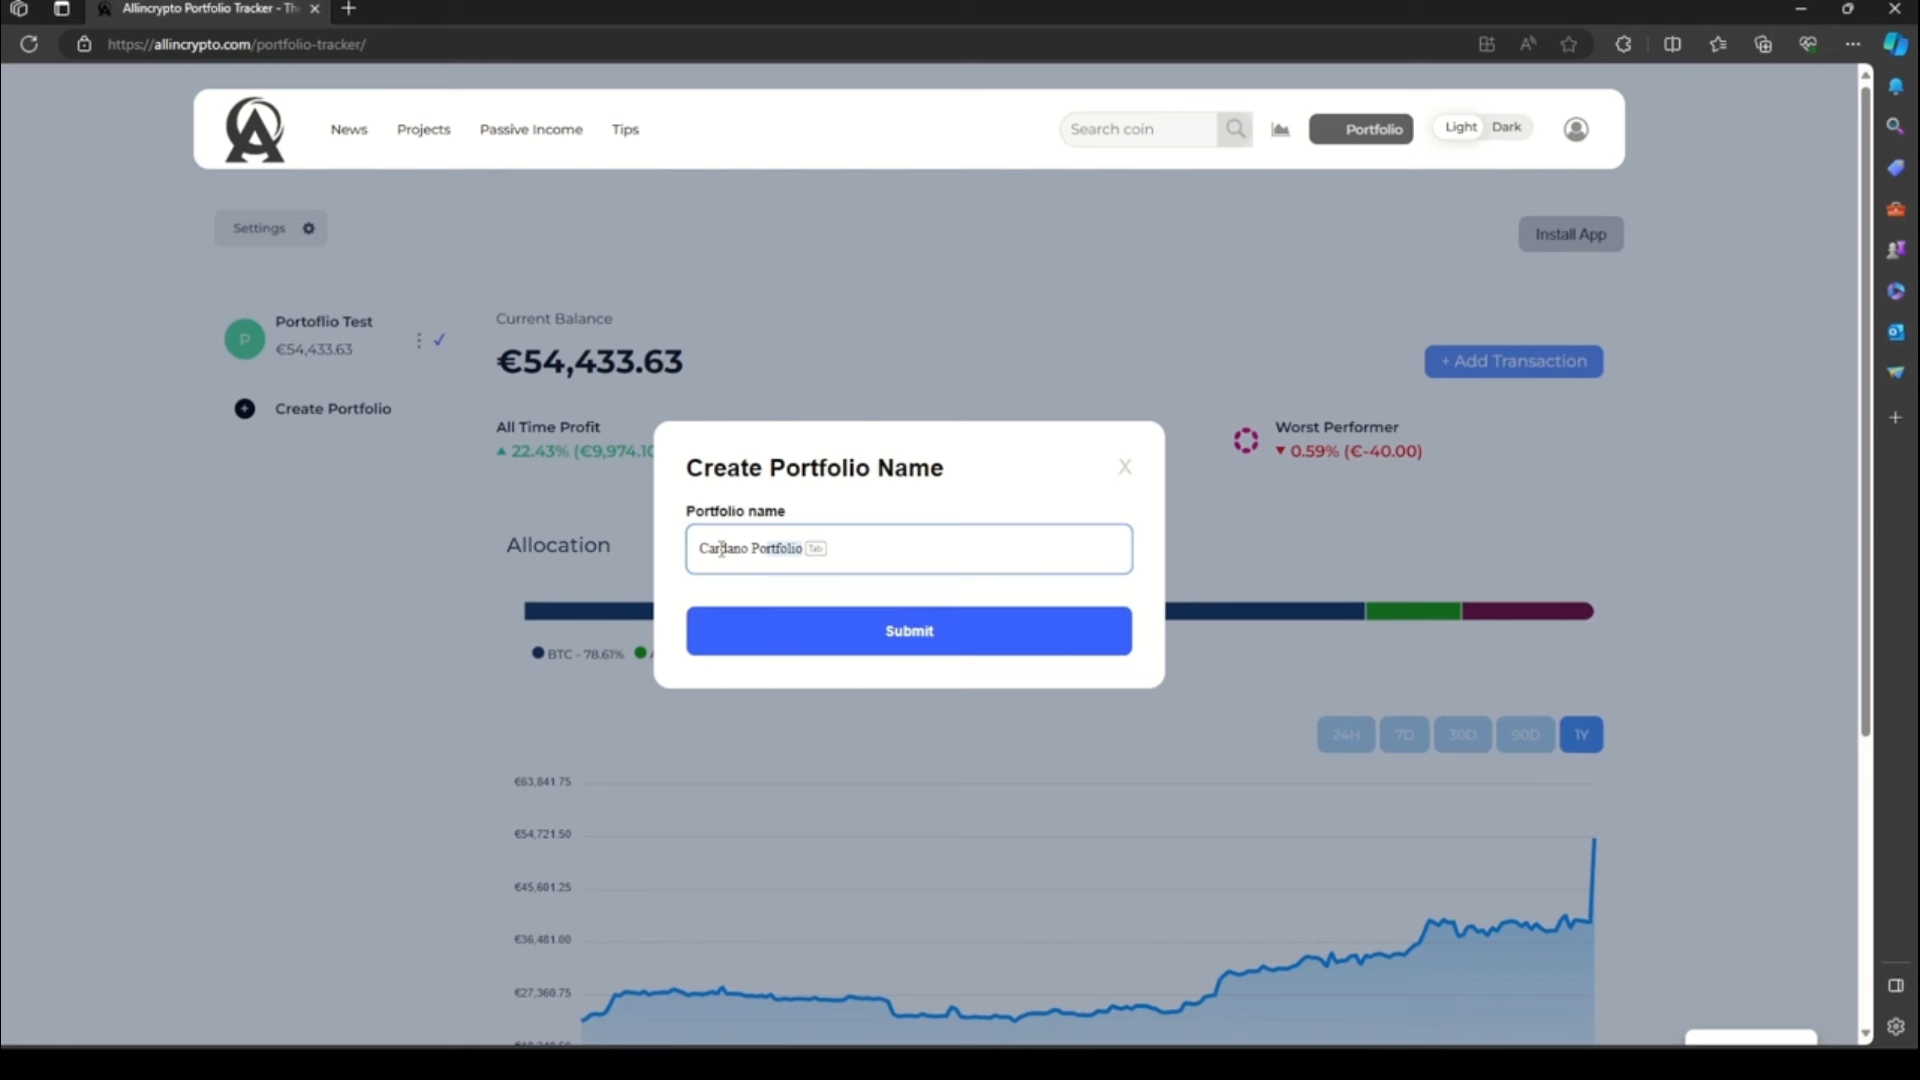 Allincrypto Portfolio Tracker - Th
https://allincrypto.com/portfolio-tracker/
News Projects Passive Income Tips Search coin Portfolio Light Dark
Settings
Install App
Portoflio Test
€54,433.63
Create Portfolio
Current Balance
€54,433.63
+ Add Transaction
All Time Profit
22.43% (€9,974.10
Worst Performer
0.59% (€-40.00)
Create Portfolio Name X
Portfolio name
Cardano Portfolio Tab
Submit
Allocation
BTC - 78.61%
24H 7D 30D 90D 1Y
€63,841.75
€54,721.50
€45,601.25
€36,481.00
€27,360.75